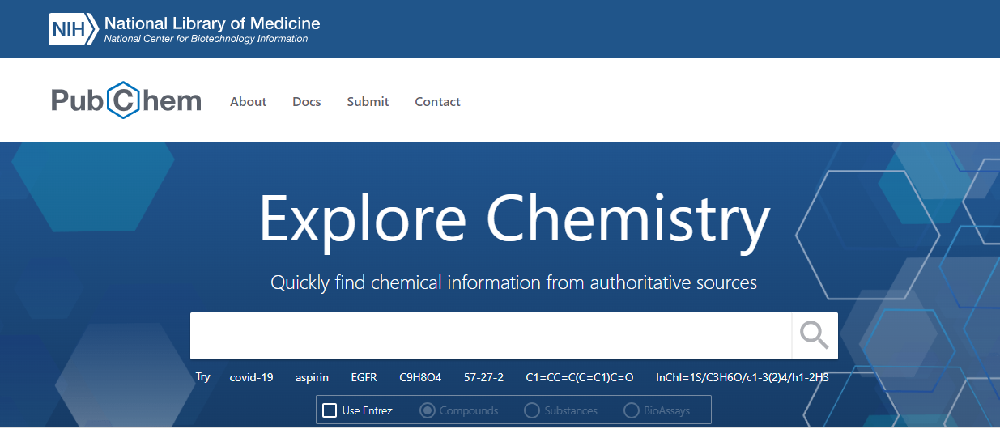 NIH National Library of Medicine
National Center for Biotechnology Information
PubChem About Docs Submit Contact
Explore Chemistry
Quickly find chemical information from authoritative sources
Try covid-19 aspirin EGFR C9H8O4 57-27-2 C1=CC=C(C=C1)C=O InChI=1S/C3H6O/c1-3(2)4/h1-2H3
Use Entrez Compounds Substances BioAssays